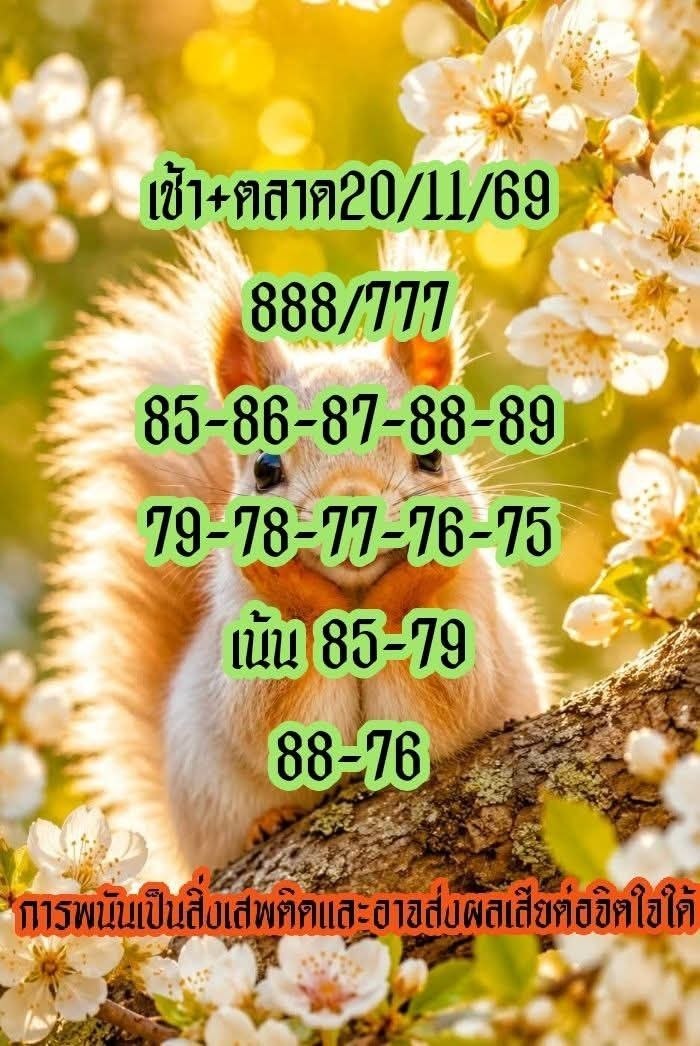 เช้า+ตลาด20/11/69
888/777
85-86-87-88-89
79-78-77-76-75
เน้น 85-79
88-76
การพนันเป็นสิ่งเสพติดและอาจส่งผลเสียต่อจิตใจใด้